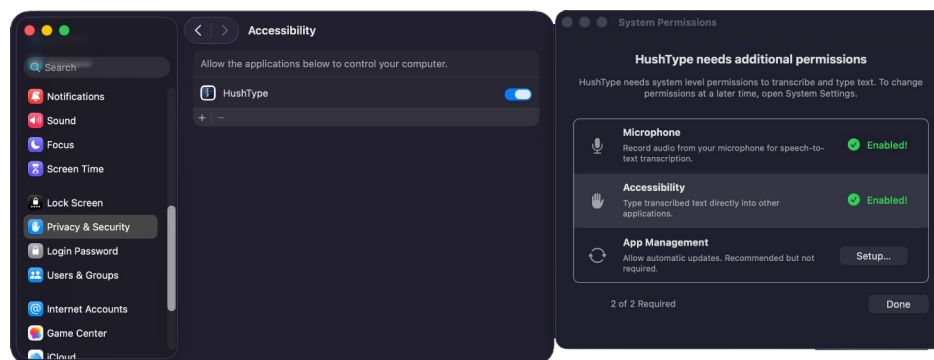 Search
Notifications
Sound
Focus
Screen Time
Lock Screen
Privacy & Security
Login Password
Users & Groups
Internet Accounts
Game Center
iCloud
Accessibility
Allow the applications below to control your computer.
HushType
+ −
System Permissions
HushType needs additional permissions
HushType needs system level permissions to transcribe and type text. To change
permissions at a later time, open System Settings.
Microphone
Record audio from your microphone for speech-to-
text transcription.
Enabled!
Accessibility
Type transcribed text directly into other
applications.
Enabled!
App Management
Allow automatic updates. Recommended but not
required.
Setup...
2 of 2 Required
Done